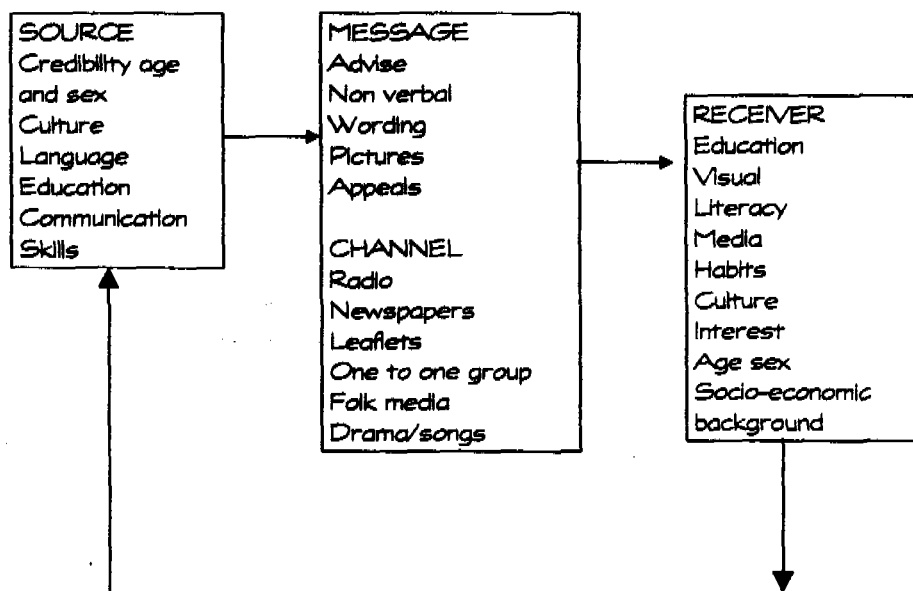 SOURCE
Credibility age
and sex
Culture
Language
Education
Communication
Skills
MESSAGE
Advise
Non verbal
Wording
Pictures
Appeals
CHANNEL
Radio
Newspapers
Leaflets
One to one group
Folk media
Drama/songs
RECEIVER
Education
Visual
Literacy
Media
Habits
Culture
Interest
Age sex
Socio-economic
background